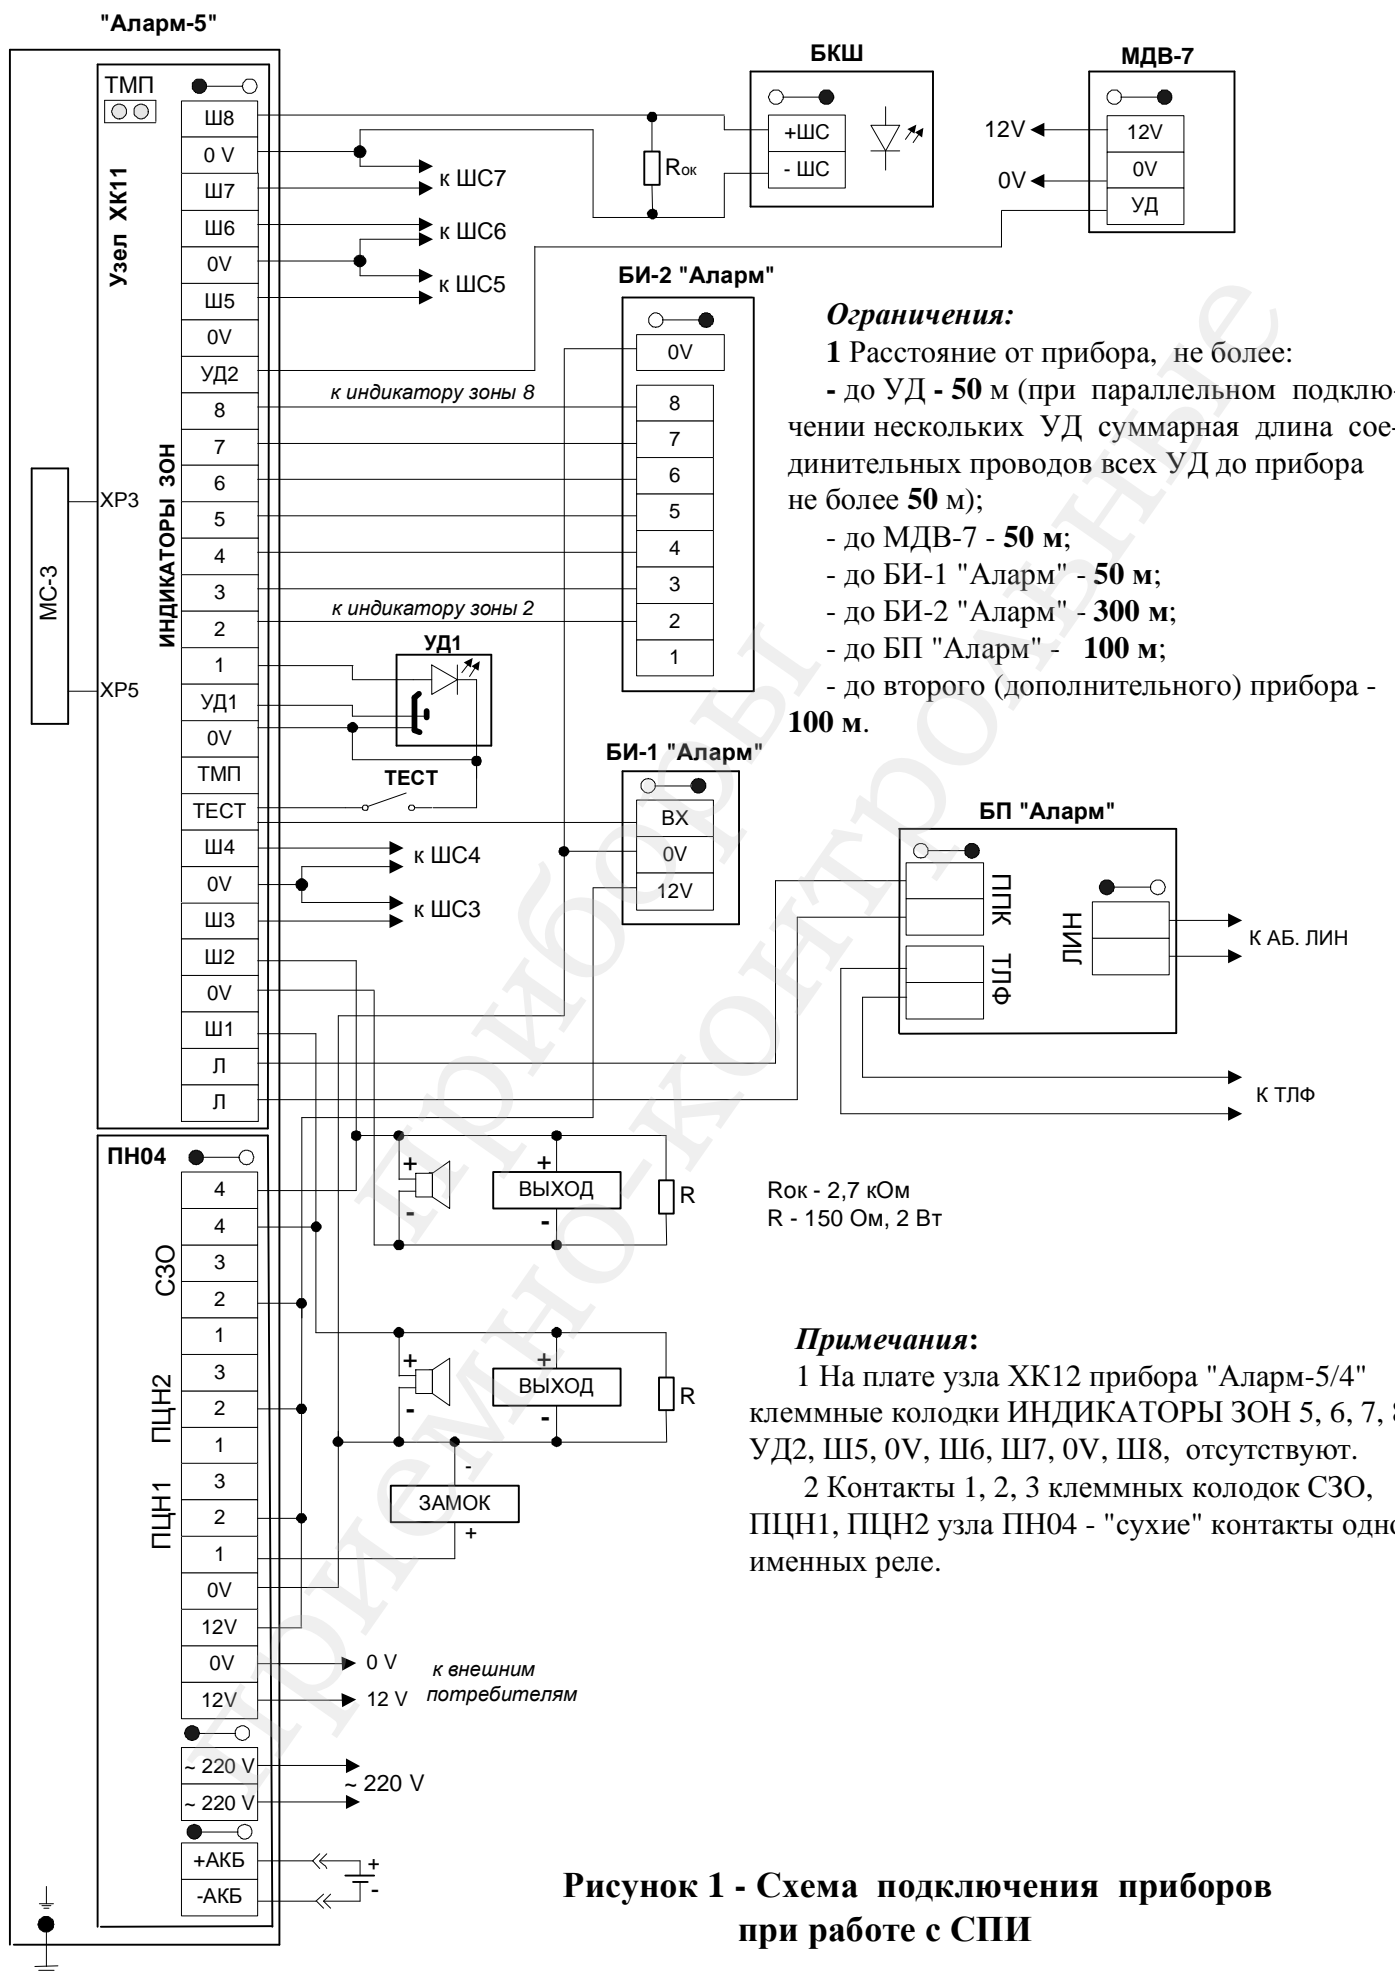 "Аларм-5"
ТМП
Узел ХК11
ИНДИКАТОРЫ ЗОН
МС-3
ХР3
ХР5
Ш8
0 V
Ш7
Ш6
0V
Ш5
0V
УД2
8
7
6
5
4
3
2
1
УД1
0V
ТМП
ТЕСТ
Ш4
0V
Ш3
Ш2
0V
Ш1
Л
Л
к ШС7
к ШС6
к ШС5
к индикатору зоны 8
к индикатору зоны 2
УД1
ТЕСТ
к ШС4
к ШС3
БКШ
+ШС
- ШС
Rок
МДВ-7
12V
0V
12V
0V
УД
БИ-2 "Аларм"
0V
8
7
6
5
4
3
2
1
БИ-1 "Аларм"
ВХ
0V
12V
Ограничения:
1 Расстояние от прибора, не более:
- до УД - 50 м (при параллельном подклю-
чении нескольких УД суммарная длина сое-
динительных проводов всех УД до прибора
не более 50 м);
- до МДВ-7 - 50 м;
- до БИ-1 "Аларм" - 50 м;
- до БИ-2 "Аларм" - 300 м;
- до БП "Аларм" - 100 м;
- до второго (дополнительного) прибора -
100 м.
БП "Аларм"
ППК
ТЛФ
ЛИН
К АБ. ЛИН
К ТЛФ
ПН04
СЗО
ПЦН2
ПЦН1
4
4
3
2
1
3
2
1
3
2
1
0V
12V
0V
12V
~ 220 V
~ 220 V
+АКБ
-АКБ
+
-
+
ВЫХОД
-
R
+
-
+
ВЫХОД
-
R
-
ЗАМОК
+
0 V
12 V
к внешним
потребителям
~ 220 V
+
-
Rок - 2,7 кОм
R - 150 Ом, 2 Вт
Примечания:
1 На плате узла ХК12 прибора "Аларм-5/4"
клеммные колодки ИНДИКАТОРЫ ЗОН 5, 6, 7, 8
УД2, Ш5, 0V, Ш6, Ш7, 0V, Ш8, отсутствуют.
2 Контакты 1, 2, 3 клеммных колодок СЗО,
ПЦН1, ПЦН2 узла ПН04 - "сухие" контакты одно
именных реле.
Рисунок 1 - Схема подключения приборов
при работе с СПИ
приборы
приемно-контрольные